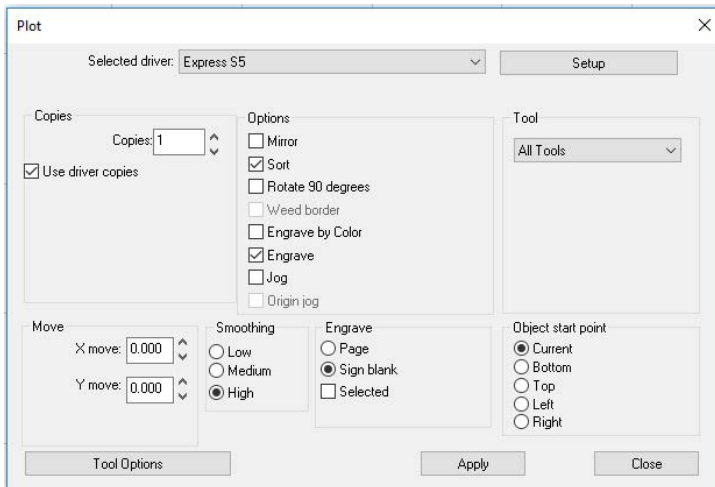 Plot
Selected driver: Express S5
Setup
Copies
Copies: 1
Use driver copies
Options
Mirror
Sort
Rotate 90 degrees
Weed border
Engrave by Color
Engrave
Jog
Origin jog
Tool
All Tools
Move
X move: 0.000
Y move: 0.000
Smoothing
Low
Medium
High
Engrave
Page
Sign blank
Selected
Object start point
Current
Bottom
Top
Left
Right
Tool Options
Apply
Close